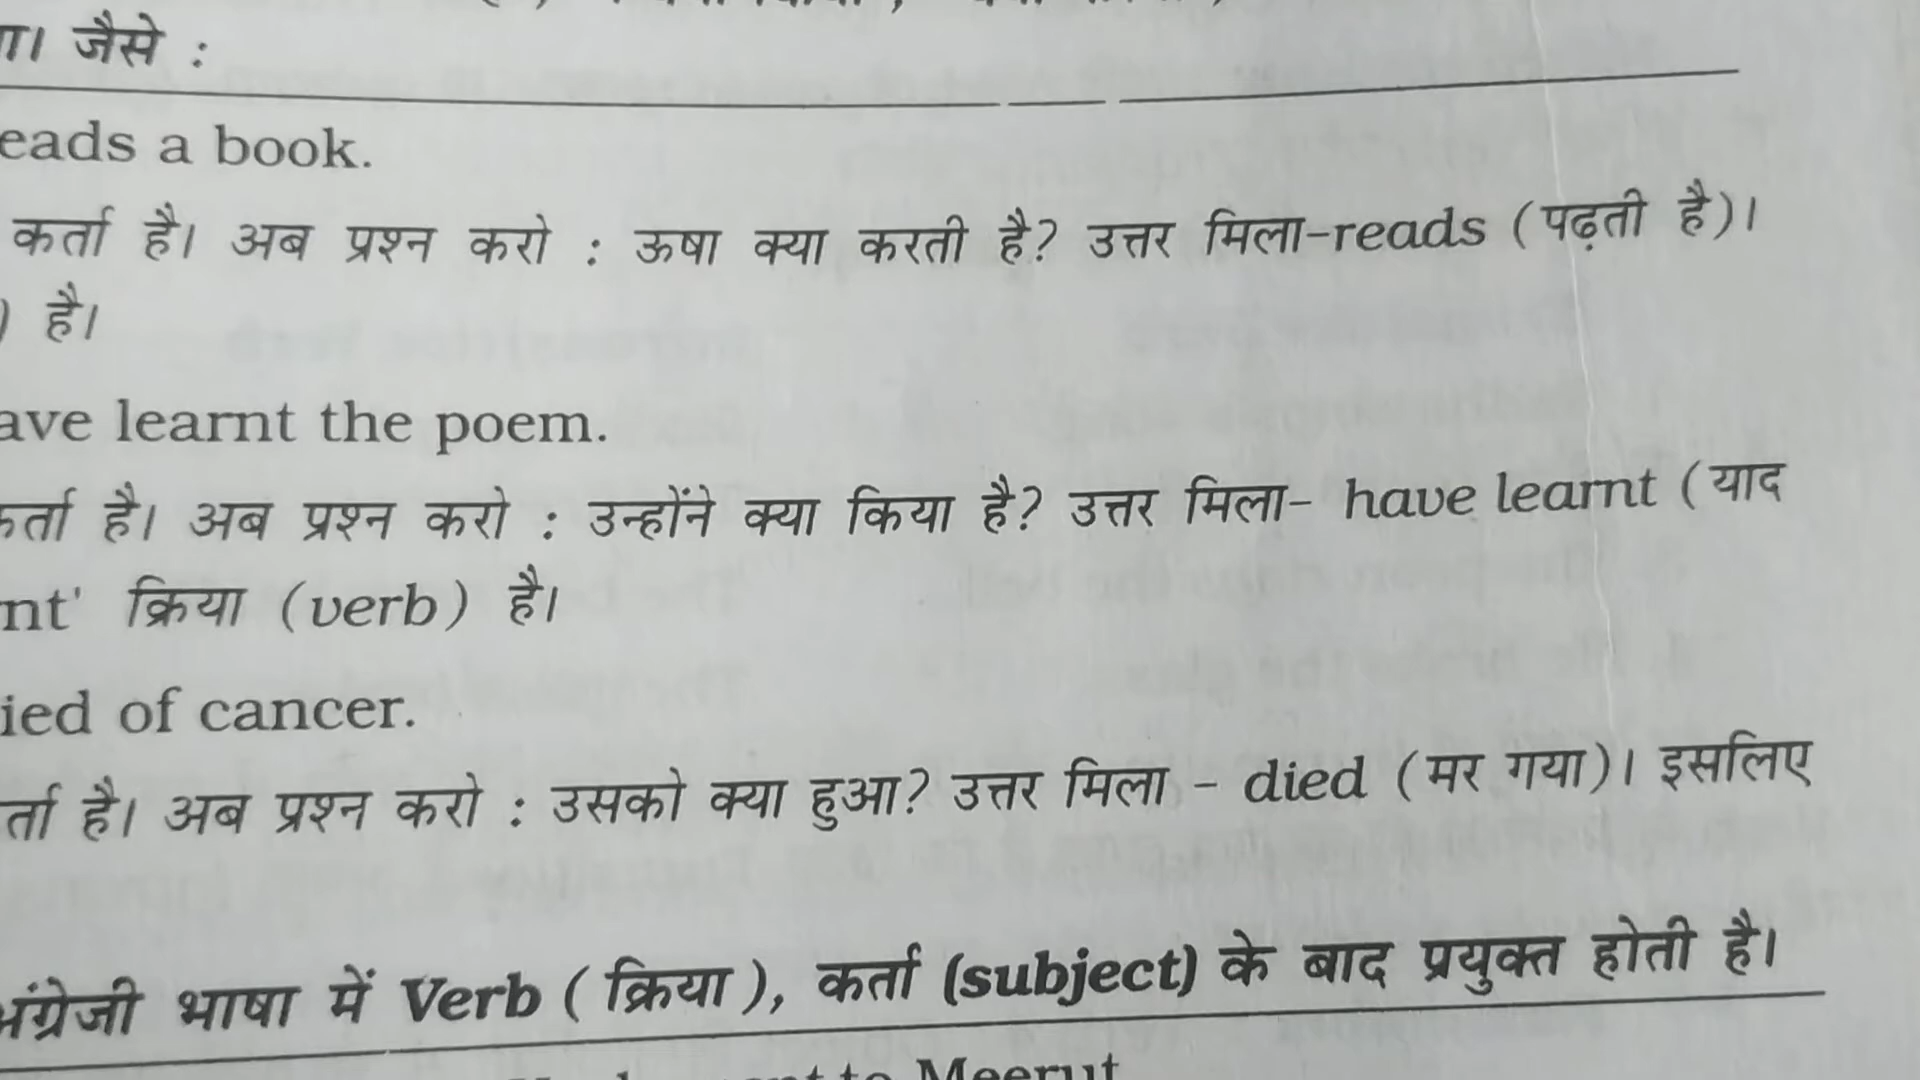 जैसे :
eads a book.
कर्ता है। अब प्रश्न करो : ऊषा क्या करती है? उत्तर मिला-reads (पढ़ती है)।
) है।
ave learnt the poem.
र्ता है। अब प्रश्न करो : उन्होंने क्या किया है? उत्तर मिला- have learnt (याद
nt' क्रिया (verb) है।
ied of cancer.
र्ता है। अब प्रश्न करो : उसको क्या हुआ? उत्तर मिला - died (मर गया)। इसलिए
अंग्रेजी भाषा में Verb ( क्रिया ), कर्ता (subject) के बाद प्रयुक्त होती है।
to Meerut